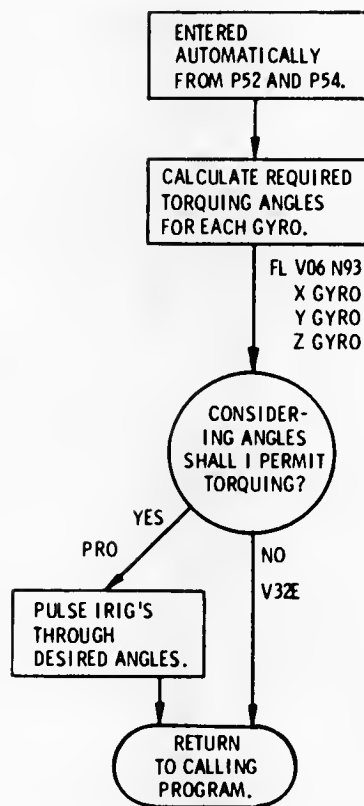 ENTERED
AUTOMATICALLY
FROM P52 AND P54.
CALCULATE REQUIRED
TORQUING ANGLES
FOR EACH GYRO.
FL V06 N93
X GYRO
Y GYRO
Z GYRO
CONSIDER-
ING ANGLES
SHALL I PERMIT
TORQUING?
YES
PRO
NO
V32E
PULSE IRIG'S
THROUGH
DESIRED ANGLES.
RETURN
TO CALLING
PROGRAM.